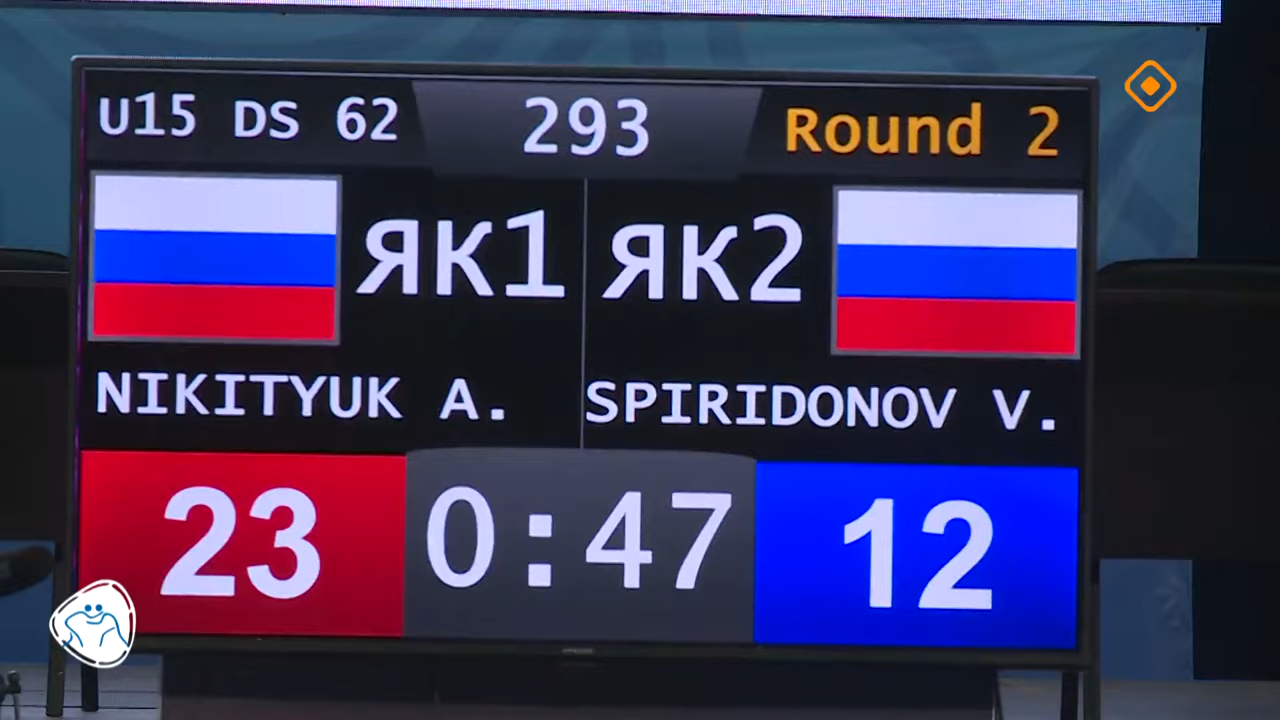 U15 DS 62 293 Round 2
ЯК1 ЯК2
NIKITYUK A. SPIRIDONOV V.
23 0:47 12